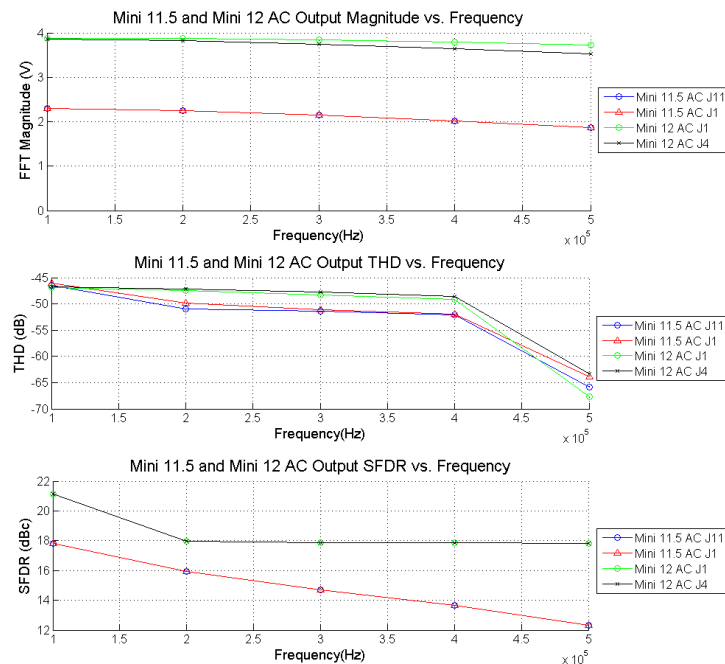 Mini 11.5 and Mini 12 AC Output Magnitude vs. Frequency
FFT Magnitude (V)
4
3
2
1
0
1 1.5 2 2.5 3 3.5 4 4.5 5
x 10^5
Frequency(Hz)
Mini 11.5 AC J11
Mini 11.5 AC J1
Mini 12 AC J1
Mini 12 AC J4
Mini 11.5 and Mini 12 AC Output THD vs. Frequency
THD (dB)
-45
-50
-55
-60
-65
-70
1 1.5 2 2.5 3 3.5 4 4.5 5
x 10^5
Frequency(Hz)
Mini 11.5 AC J11
Mini 11.5 AC J1
Mini 12 AC J1
Mini 12 AC J4
Mini 11.5 and Mini 12 AC Output SFDR vs. Frequency
SFDR (dBc)
22
20
18
16
14
12
1 1.5 2 2.5 3 3.5 4 4.5 5
x 10^5
Frequency(Hz)
Mini 11.5 AC J11
Mini 11.5 AC J1
Mini 12 AC J1
Mini 12 AC J4